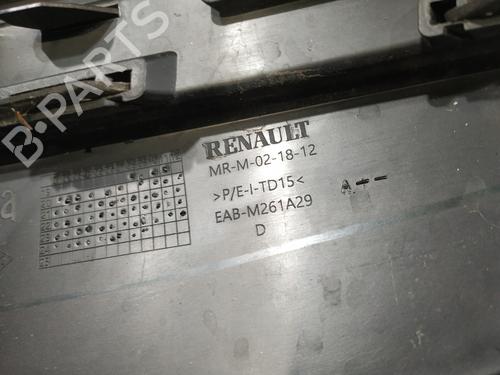 B-PARTS
RENAULT
MR-M-02-18-12
>P/E-I-TD15<
EAB-M261A29
D
A--
a